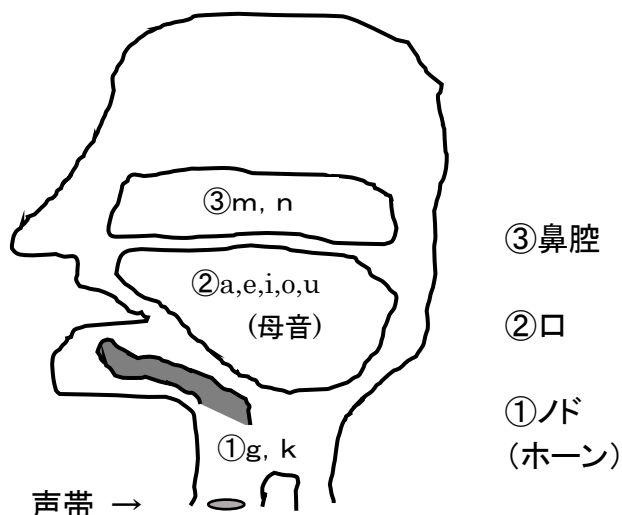 ③m, n
②a,e,i,o,u
(母音)
①g, k
声帯 →
③鼻腔
②口
①ノド
(ホーン)